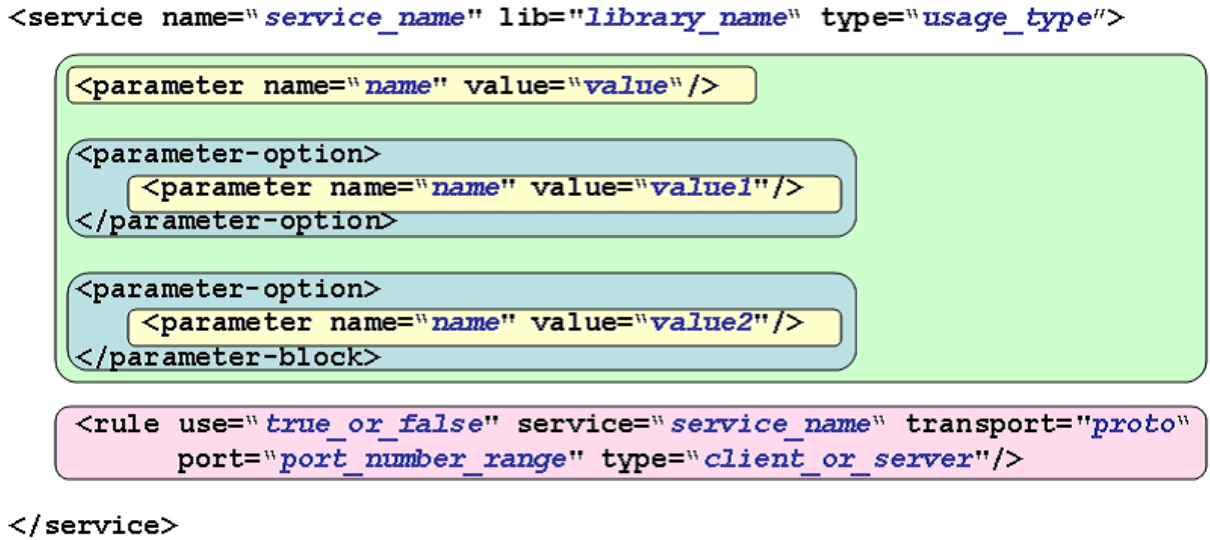 <service name="service_name" lib="library_name" type="usage_type">
<parameter name="name" value="value"/>
<parameter-option>
<parameter name="name" value="value1"/>
</parameter-option>
<parameter-option>
<parameter name="name" value="value2"/>
</parameter-block>
<rule use="true_or_false" service="service_name" transport="proto"
port="port_number_range" type="client_or_server"/>
</service>